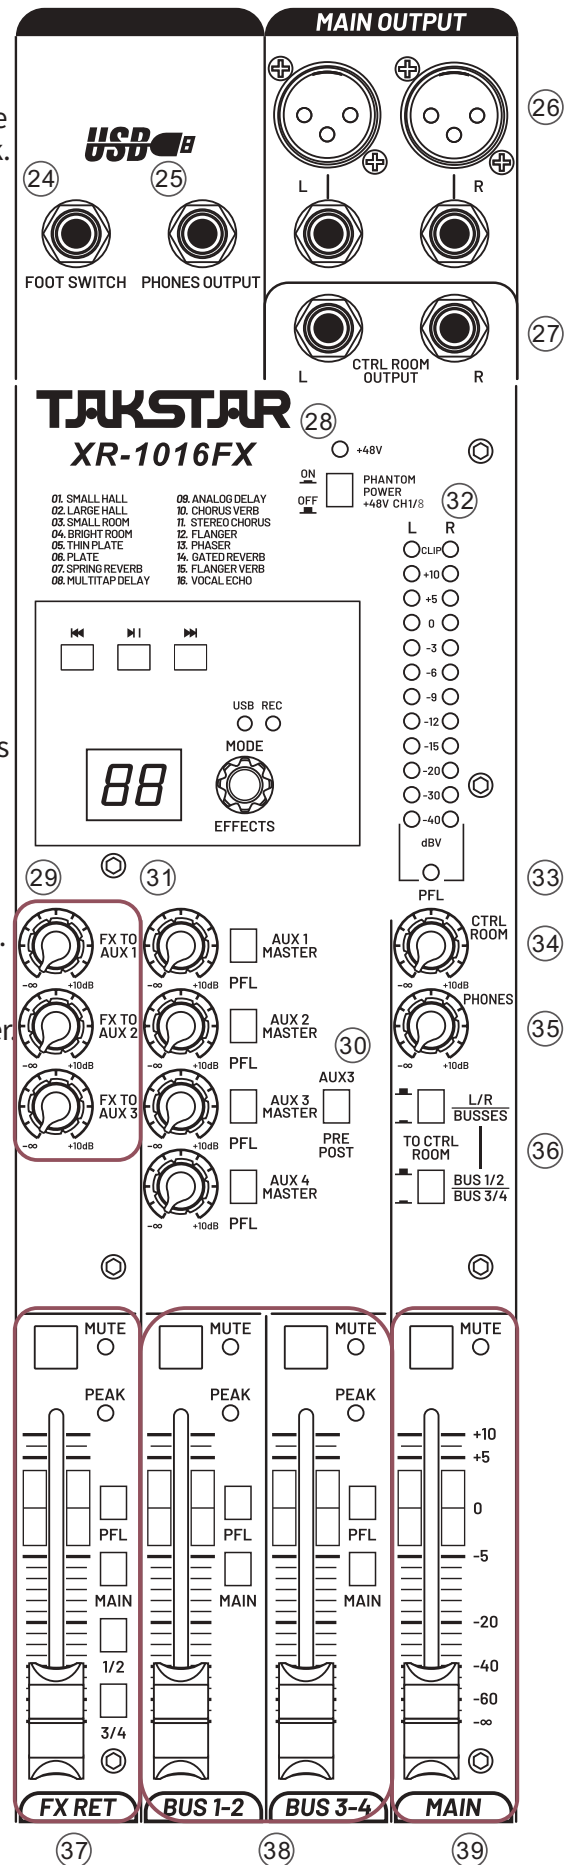 MAIN OUTPUT
e
k.
26
USB
24
25
L
R
FOOT SWITCH
PHONES OUTPUT
27
L
CTRL ROOM
OUTPUT
R
TAKSTAR
XR-1016FX
28
+48V
ON
OFF
PHANTOM
POWER
+48V CH1/8
32
01. SMALL HALL
02. LARGE HALL
03. SMALL ROOM
04. BRIGHT ROOM
05. THIN PLATE
06. PLATE
07. SPRING REVERB
08. MULTITAP DELAY
09. ANALOG DELAY
10. CHORUS VERB
11. STEREO CHORUS
12. FLANGER
13. PHASER
14. GATED REVERB
15. FLANGER VERB
16. VOCAL ECHO
L R
CLIP
+10
+5
0
-3
-6
-9
-12
-15
-20
-30
-40
dBV
PFL
USB REC
MODE
88
EFFECTS
s
29
31
33
FX TO
AUX 1
-∞ +10dB
AUX 1
MASTER
PFL
CTRL
ROOM
-∞ +10dB
34
.
FX TO
AUX 2
-∞ +10dB
AUX 2
MASTER
PFL
PHONES
-∞ +10dB
35
er.
30
FX TO
AUX 3
-∞ +10dB
AUX 3
MASTER
PFL
AUX3
PRE
POST
L/R
BUSSES
TO CTRL
ROOM
BUS 1/2
BUS 3/4
36
AUX 4
MASTER
-∞ +10dB
PFL
MUTE
MUTE
MUTE
MUTE
PEAK
PEAK
PEAK
+10
+5
0
-5
-20
-40
-60
-∞
PFL
MAIN
1/2
3/4
PFL
MAIN
PFL
MAIN
FX RET
BUS 1-2
BUS 3-4
MAIN
37
38
39